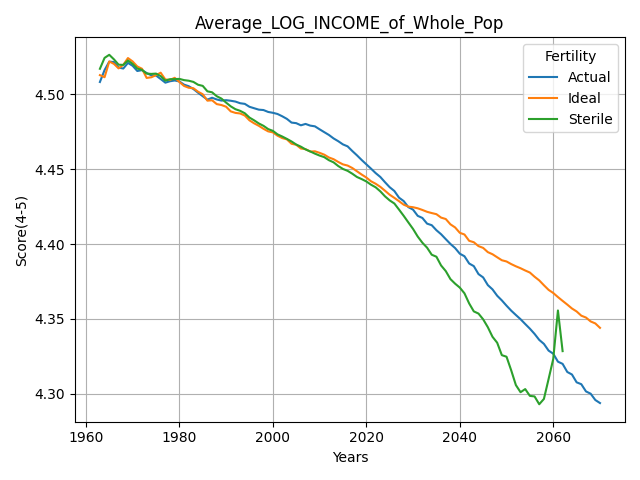 Average_LOG_INCOME_of_Whole_Pop
Fertility
Actual
Ideal
Sterile
Score(4-5)
4.50
4.45
4.40
4.35
4.30
1960
1980
2000
2020
2040
2060
Years